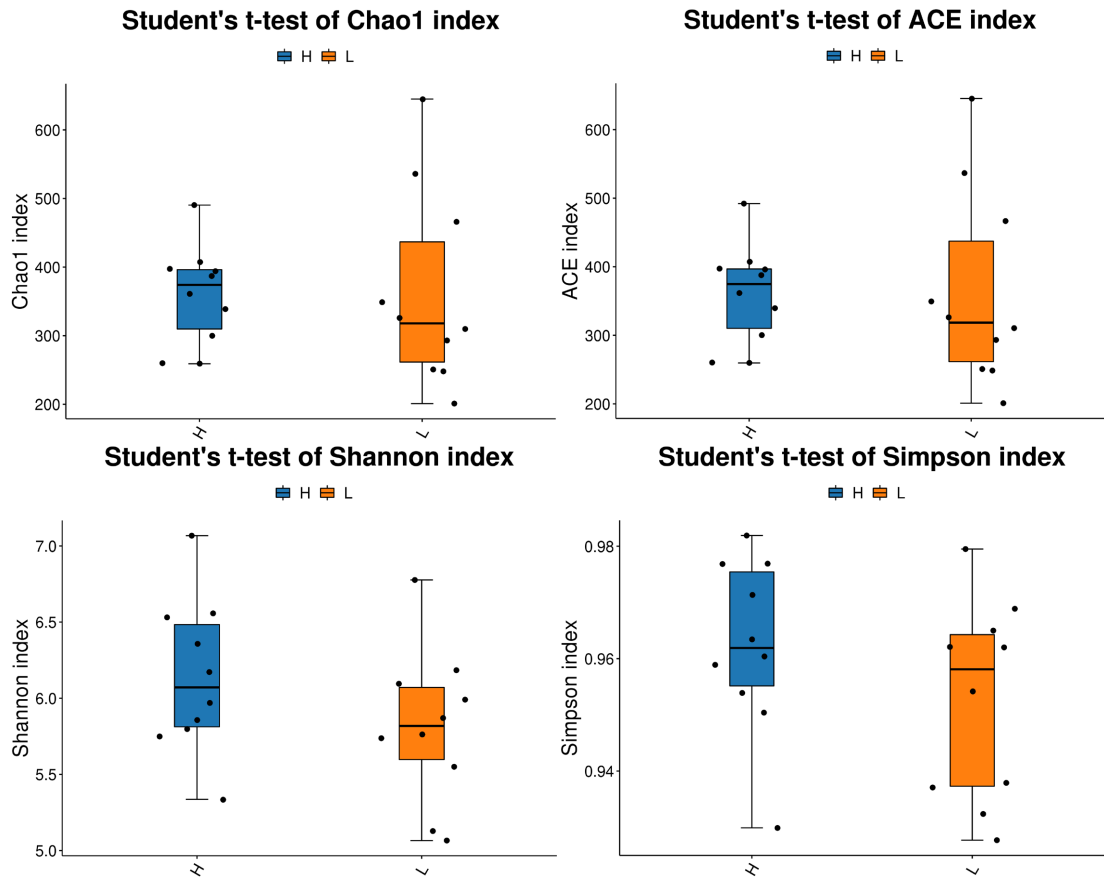 Student's t-test of Chao1 index
H L
Chao1 index
600
500
400
300
200
H
L
Student's t-test of ACE index
H L
ACE index
600
500
400
300
200
H
L
Student's t-test of Shannon index
H L
Shannon index
7.0
6.5
6.0
5.5
5.0
H
L
Student's t-test of Simpson index
H L
Simpson index
0.98
0.96
0.94
H
L